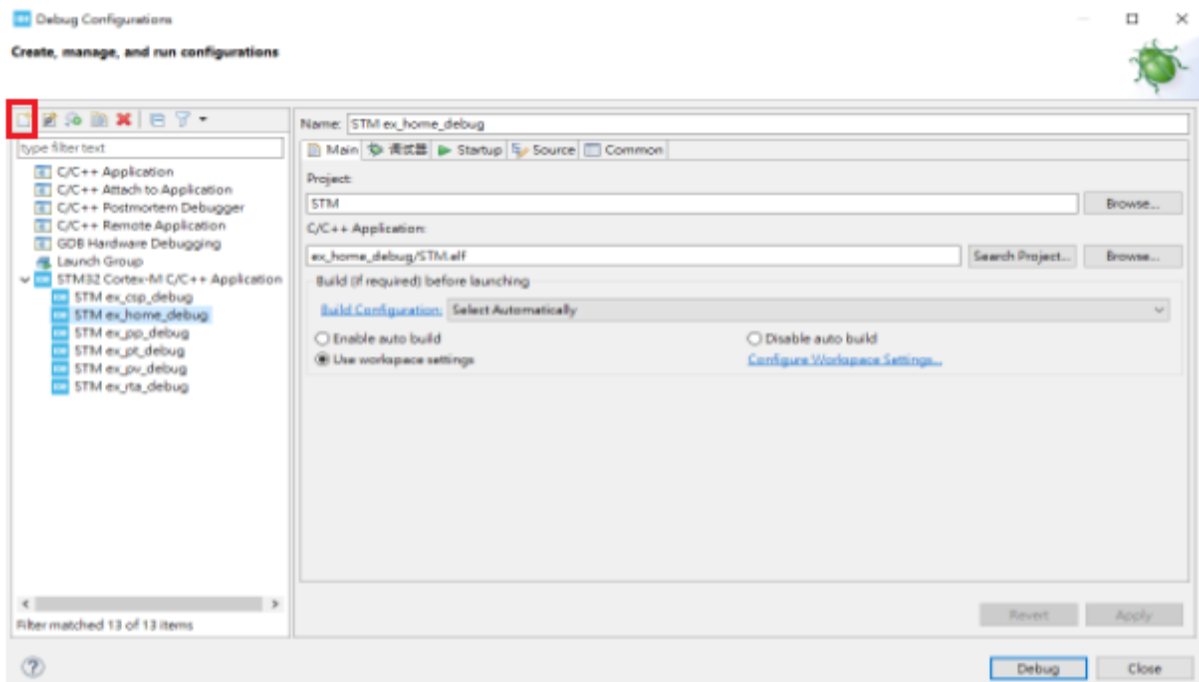 Debug Configurations
Create, manage, and run configurations
type filter text
C/C++ Application
C/C++ Attach to Application
C/C++ Postmortem Debugger
C/C++ Remote Application
GDB Hardware Debugging
Launch Group
STM32 Cortex-M C/C++ Application
STM ex_csp_debug
STM ex_home_debug
STM ex_pp_debug
STM ex_pt_debug
STM ex_pv_debug
STM ex_rta_debug
Filter matched 13 of 13 items
Name: STM ex_home_debug
Main 调试器 Startup Source Common
Project:
STM Browse...
C/C++ Application:
ex_home_debug/STM.elf Search Project... Browse...
Build (if required) before launching
Build Configuration: Select Automatically
Enable auto build Disable auto build
Use workspace settings Configure Workspace Settings...
Revert Apply
? Debug Close